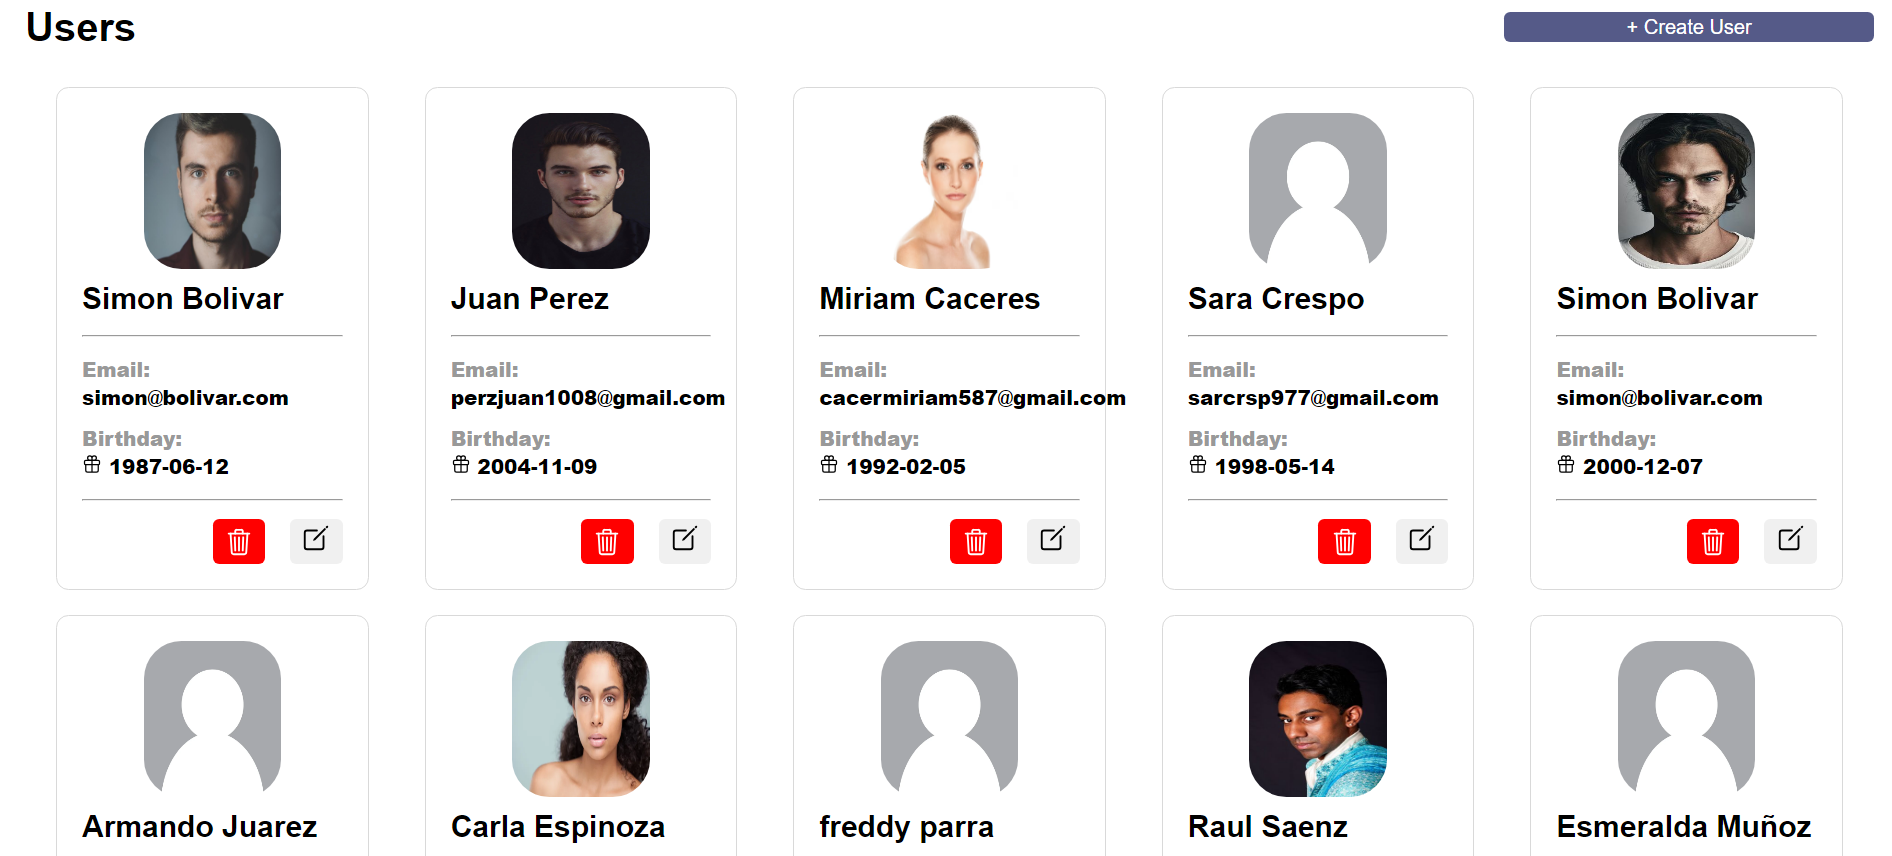 Users
+ Create User
Simon Bolivar
Email:
simon@bolivar.com
Birthday:
1987-06-12
Juan Perez
Email:
perzjuan1008@gmail.com
Birthday:
2004-11-09
Miriam Caceres
Email:
cacermiriam587@gmail.com
Birthday:
1992-02-05
Sara Crespo
Email:
sarcrsp977@gmail.com
Birthday:
1998-05-14
Simon Bolivar
Email:
simon@bolivar.com
Birthday:
2000-12-07
Armando Juarez
Carla Espinoza
freddy parra
Raul Saenz
Esmeralda Muñoz